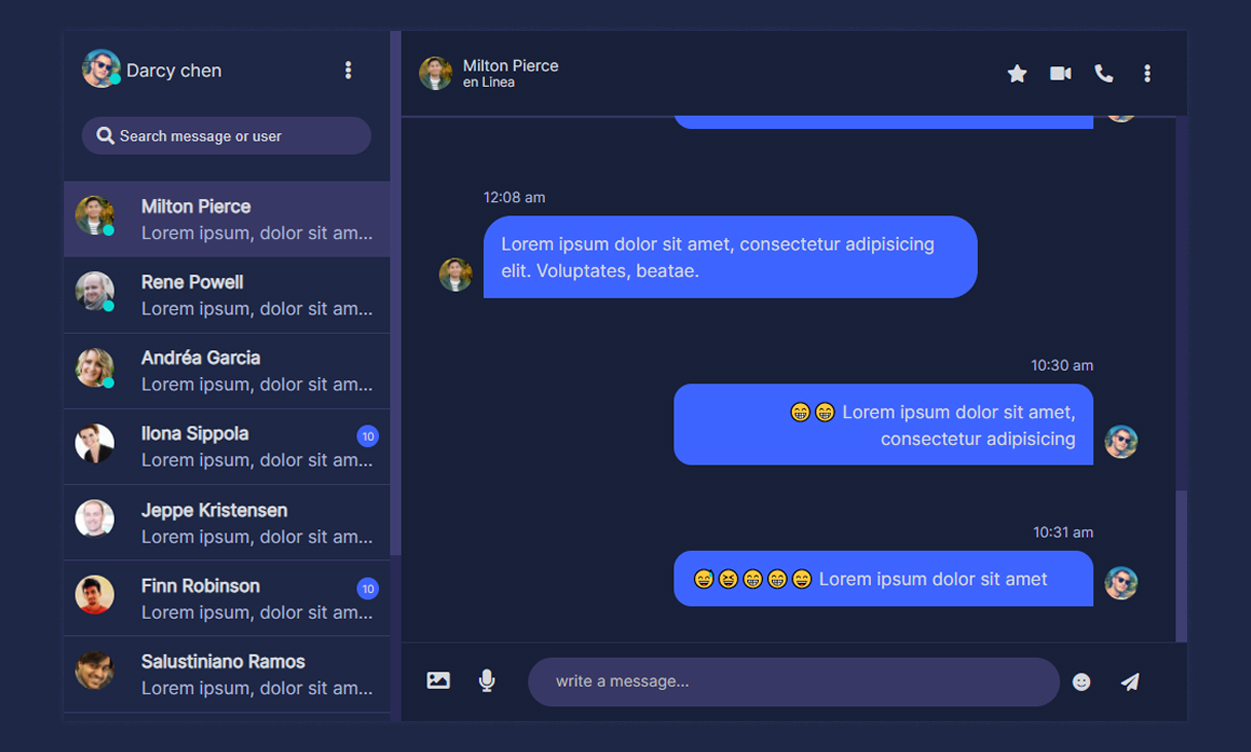 Darcy chen
Search message or user
Milton Pierce
Lorem ipsum, dolor sit am...
Rene Powell
Lorem ipsum, dolor sit am...
Andréa Garcia
Lorem ipsum, dolor sit am...
Ilona Sippola
10
Lorem ipsum, dolor sit am...
Jeppe Kristensen
Lorem ipsum, dolor sit am...
Finn Robinson
10
Lorem ipsum, dolor sit am...
Salustiniano Ramos
Lorem ipsum, dolor sit am...
Milton Pierce
en Linea
12:08 am
Lorem ipsum dolor sit amet, consectetur adipisicing
elit. Voluptates, beatae.
10:30 am
😁😁 Lorem ipsum dolor sit amet,
consectetur adipisicing
10:31 am
😅😆😁😁😄 Lorem ipsum dolor sit amet
write a message...